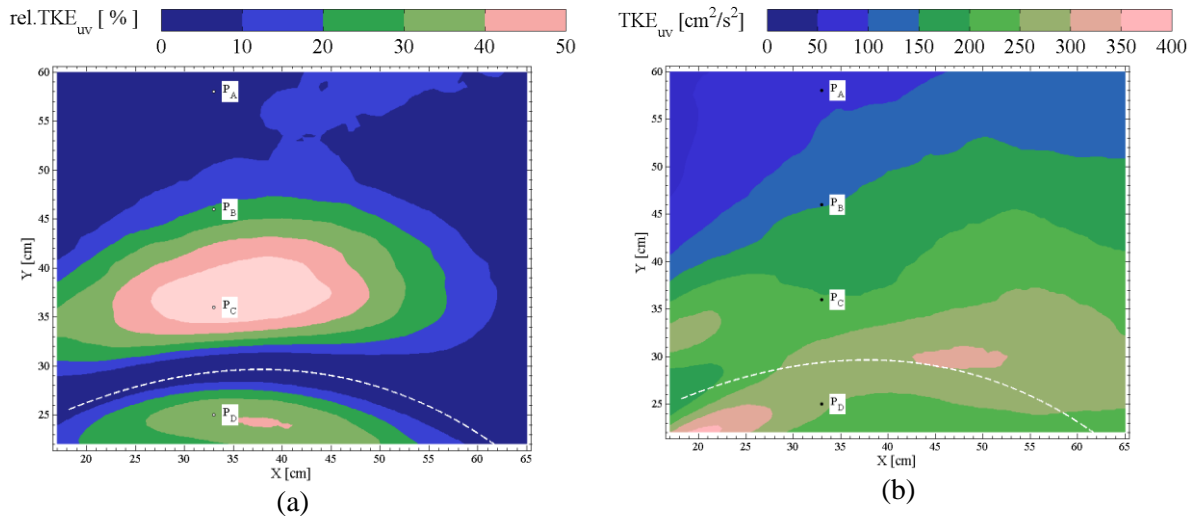 rel.TKE_uv [ % ]
0 10 20 30 40 50
60
55
50
45
40
35
30
25
Y [cm]
P_A
P_B
P_C
P_D
20 25 30 35 40 45 50 55 60 65
X [cm]
(a)
TKE_uv [cm²/s²]
0 50 100 150 200 250 300 350 400
60
55
50
45
40
35
30
25
Y [cm]
P_A
P_B
P_C
P_D
20 25 30 35 40 45 50 55 60 65
X [cm]
(b)